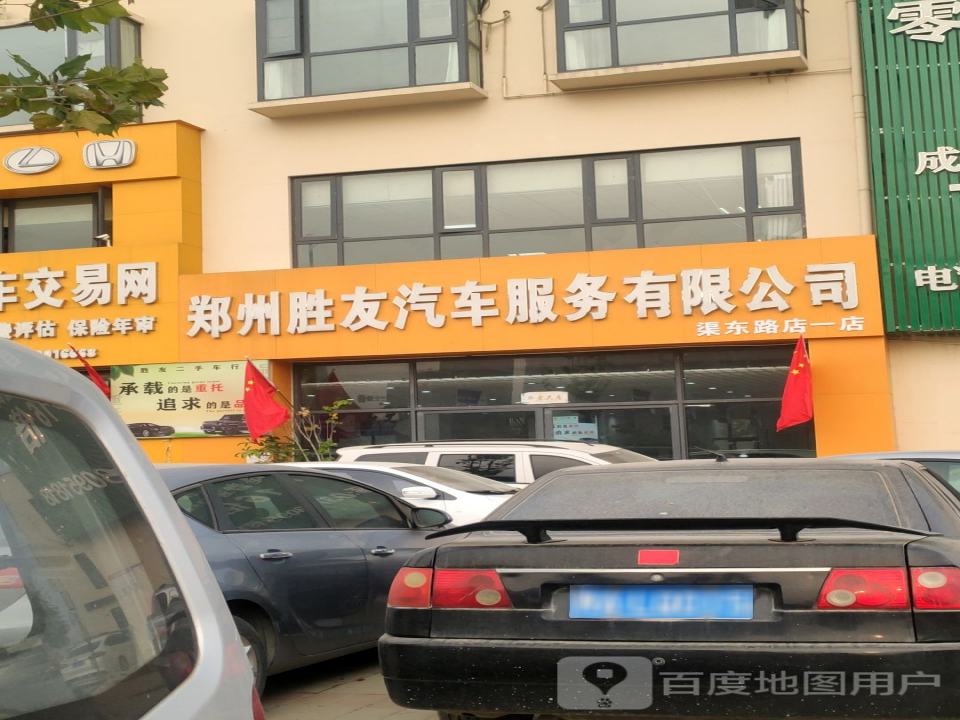 零
成
电
车交易网
评估 保险年审
郑州胜友汽车服务有限公司
渠东路店一店
胜友二手车行
承载的是重托
追求的是品
百度地图用户